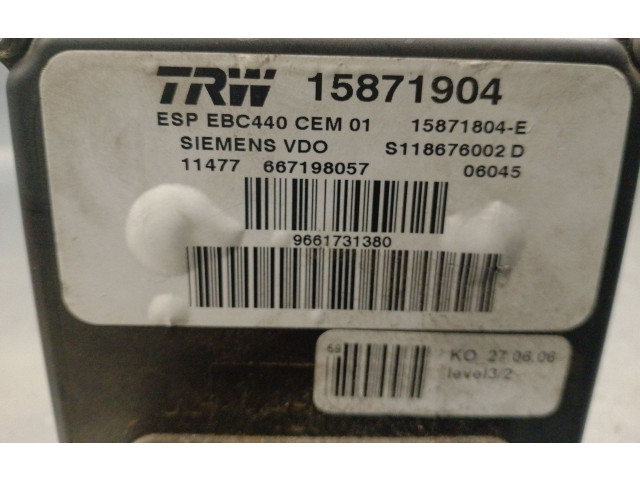 TRW 15871904
ESP EBC440 CEM 01 15871804-E
SIEMENS VDO S118676002 D
11477 667198057 06045
9661731380
KO 27 06.06
level3/2